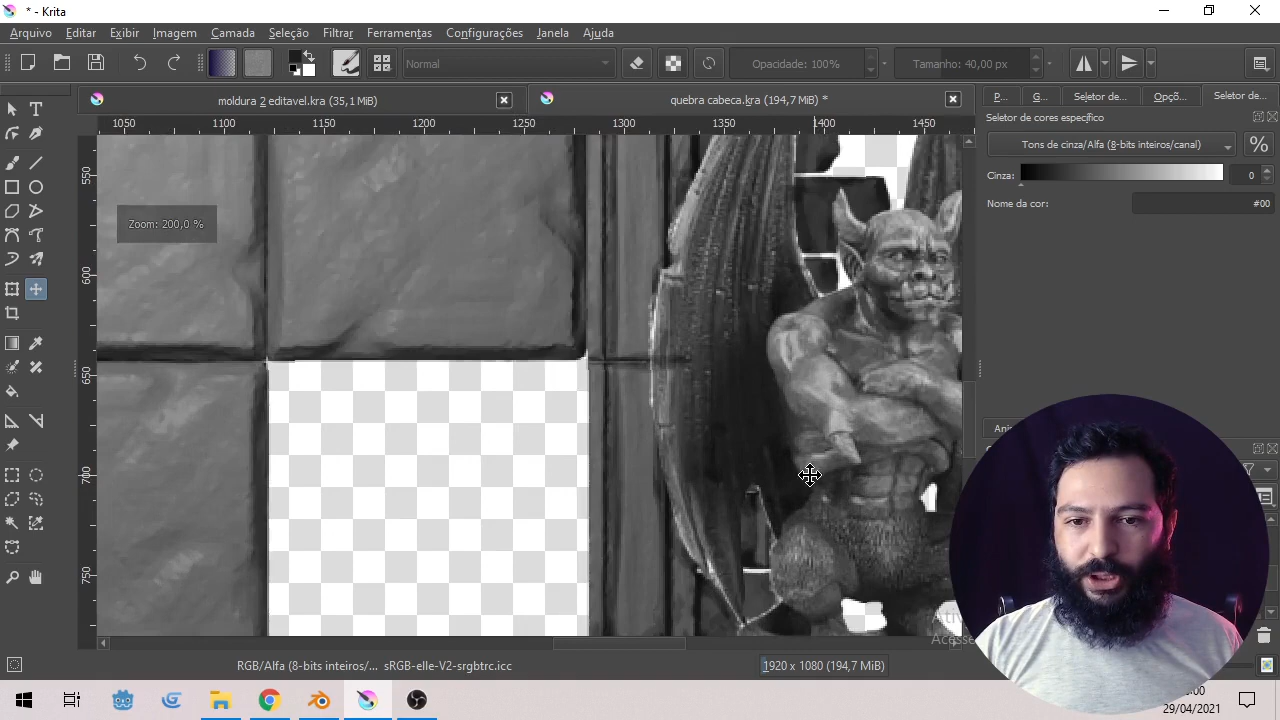 * - Krita
Arquivo Editar Exibir Imagem Camada Seleção Filtrar Ferramentas Configurações Janela Ajuda
Normal Opacidade: 100% Tamanho: 40,00 px
moldura 2 editavel.kra (35,1 MiB) quebra cabeca.kra (194,7 MiB) * P... G... Seletor de... Opçõ... Seletor de...
1050 1100 1150 1200 1250 1300 1350 1400 1450
Seletor de cores específico
Tons de cinza/Alfa (8-bits inteiros/canal) %
550
Cinza: 0
Nome da cor: #00
Zoom: 200,0 %
600
650
700
750
RGB/Alfa (8-bits inteiros/... sRGB-elle-V2-srgbtrc.icc 1920 x 1080 (194,7 MiB)
29/04/2021